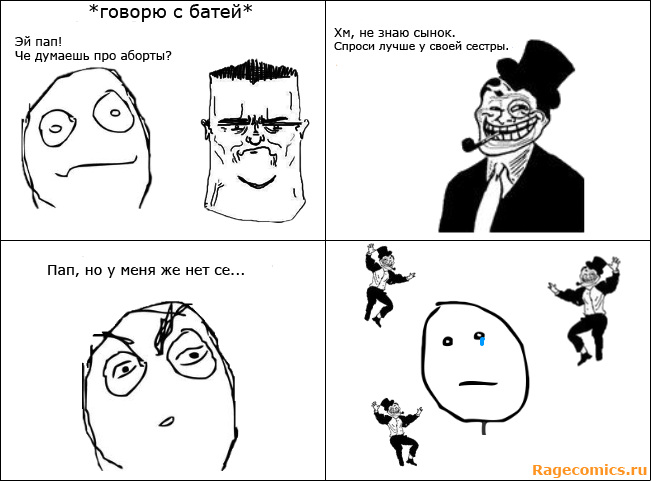 *говорю с батей*
Эй пап!
Че думаешь про аборты?
Хм, не знаю сынок.
Спроси лучше у своей сестры.
Пап, но у меня же нет се...
Ragecomics.ru